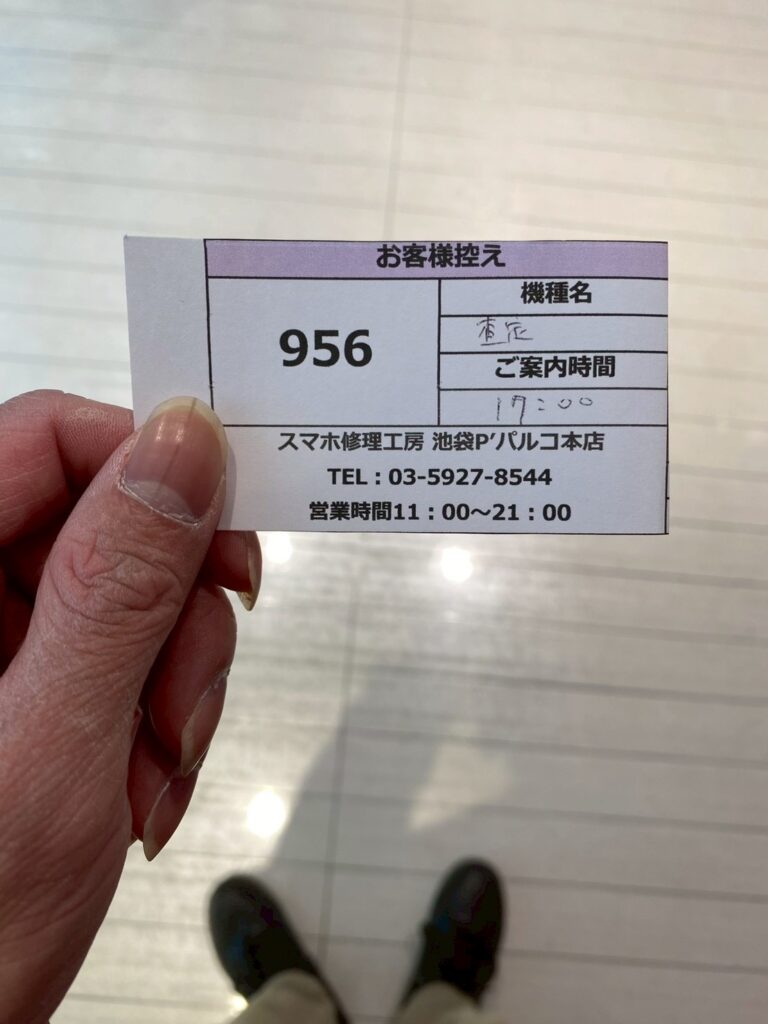 お客様控え
956
機種名
査定
ご案内時間
17:00
スマホ修理工房 池袋P'パルコ本店
TEL：03-5927-8544
営業時間11：00～21：00